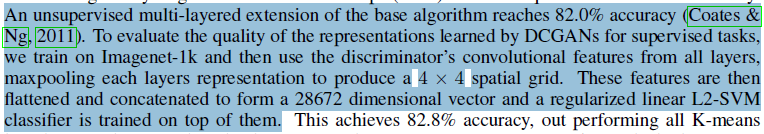 An unsupervised multi-layered extension of the base algorithm reaches 82.0% accuracy (Coates &
Ng, 2011). To evaluate the quality of the representations learned by DCGANs for supervised tasks,
we train on Imagenet-1k and then use the discriminator's convolutional features from all layers,
maxpooling each layers representation to produce a 4 × 4 spatial grid. These features are then
flattened and concatenated to form a 28672 dimensional vector and a regularized linear L2-SVM
classifier is trained on top of them. This achieves 82.8% accuracy, out performing all K-means